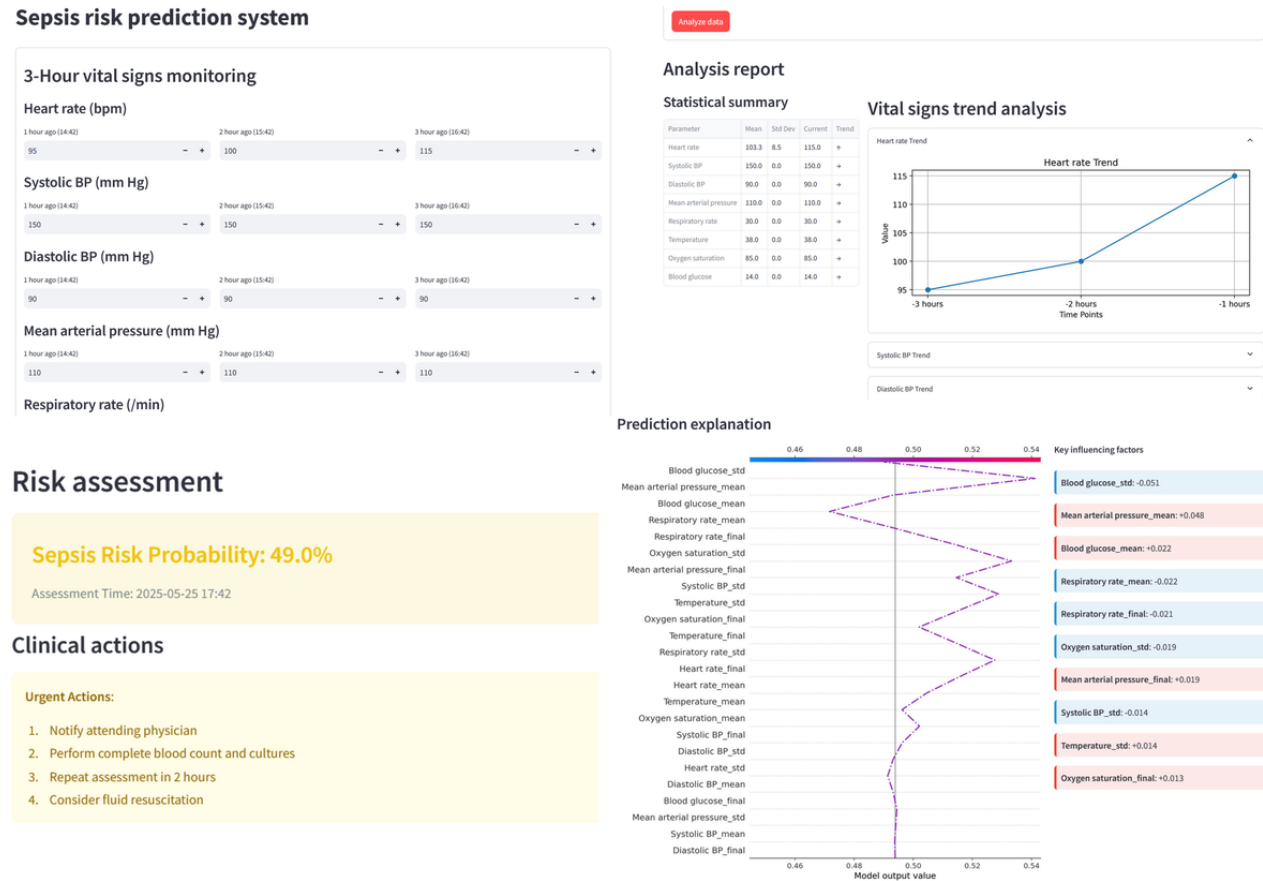 Sepsis risk prediction system
3-Hour vital signs monitoring
Heart rate (bpm)
1 hour ago (14:42) 2 hour ago (15:42) 3 hour ago (16:42)
95 − + 100 − + 115 − +
Systolic BP (mm Hg)
1 hour ago (14:42) 2 hour ago (15:42) 3 hour ago (16:42)
150 − + 150 − + 150 − +
Diastolic BP (mm Hg)
1 hour ago (14:42) 2 hour ago (15:42) 3 hour ago (16:42)
90 − + 90 − + 90 − +
Mean arterial pressure (mm Hg)
1 hour ago (14:42) 2 hour ago (15:42) 3 hour ago (16:42)
110 − + 110 − + 110 − +
Respiratory rate (/min)
Analyze data
Analysis report
Statistical summary
Parameter Mean Std Dev Current Trend
Heart rate 103.3 8.5 115.0 ↑
Systolic BP 150.0 0.0 150.0 →
Diastolic BP 90.0 0.0 90.0 →
Mean arterial pressure 110.0 0.0 110.0 →
Respiratory rate 30.0 0.0 30.0 →
Temperature 38.0 0.0 38.0 →
Oxygen saturation 85.0 0.0 85.0 →
Blood glucose 14.0 0.0 14.0 →
Vital signs trend analysis
Heart rate Trend
Heart rate Trend
115
110
105
100
95
Value
-3 hours -2 hours -1 hours
Time Points
Systolic BP Trend
Diastolic BP Trend
Risk assessment
Sepsis Risk Probability: 49.0%
Assessment Time: 2025-05-25 17:42
Clinical actions
Urgent Actions:
1. Notify attending physician
2. Perform complete blood count and cultures
3. Repeat assessment in 2 hours
4. Consider fluid resuscitation
Prediction explanation
0.46 0.48 0.50 0.52 0.54
Blood glucose_std
Mean arterial pressure_mean
Blood glucose_mean
Respiratory rate_mean
Respiratory rate_final
Oxygen saturation_std
Mean arterial pressure_final
Systolic BP_std
Temperature_std
Oxygen saturation_final
Temperature_final
Respiratory rate_std
Heart rate_final
Heart rate_mean
Temperature_mean
Oxygen saturation_mean
Systolic BP_final
Diastolic BP_std
Heart rate_std
Diastolic BP_mean
Blood glucose_final
Mean arterial pressure_std
Systolic BP_mean
Diastolic BP_final
0.46 0.48 0.50 0.52 0.54
Model output value
Key influencing factors
Blood glucose_std: -0.051
Mean arterial pressure_mean: +0.048
Blood glucose_mean: +0.022
Respiratory rate_mean: -0.022
Respiratory rate_final: -0.021
Oxygen saturation_std: -0.019
Mean arterial pressure_final: +0.019
Systolic BP_std: -0.014
Temperature_std: +0.014
Oxygen saturation_final: +0.013